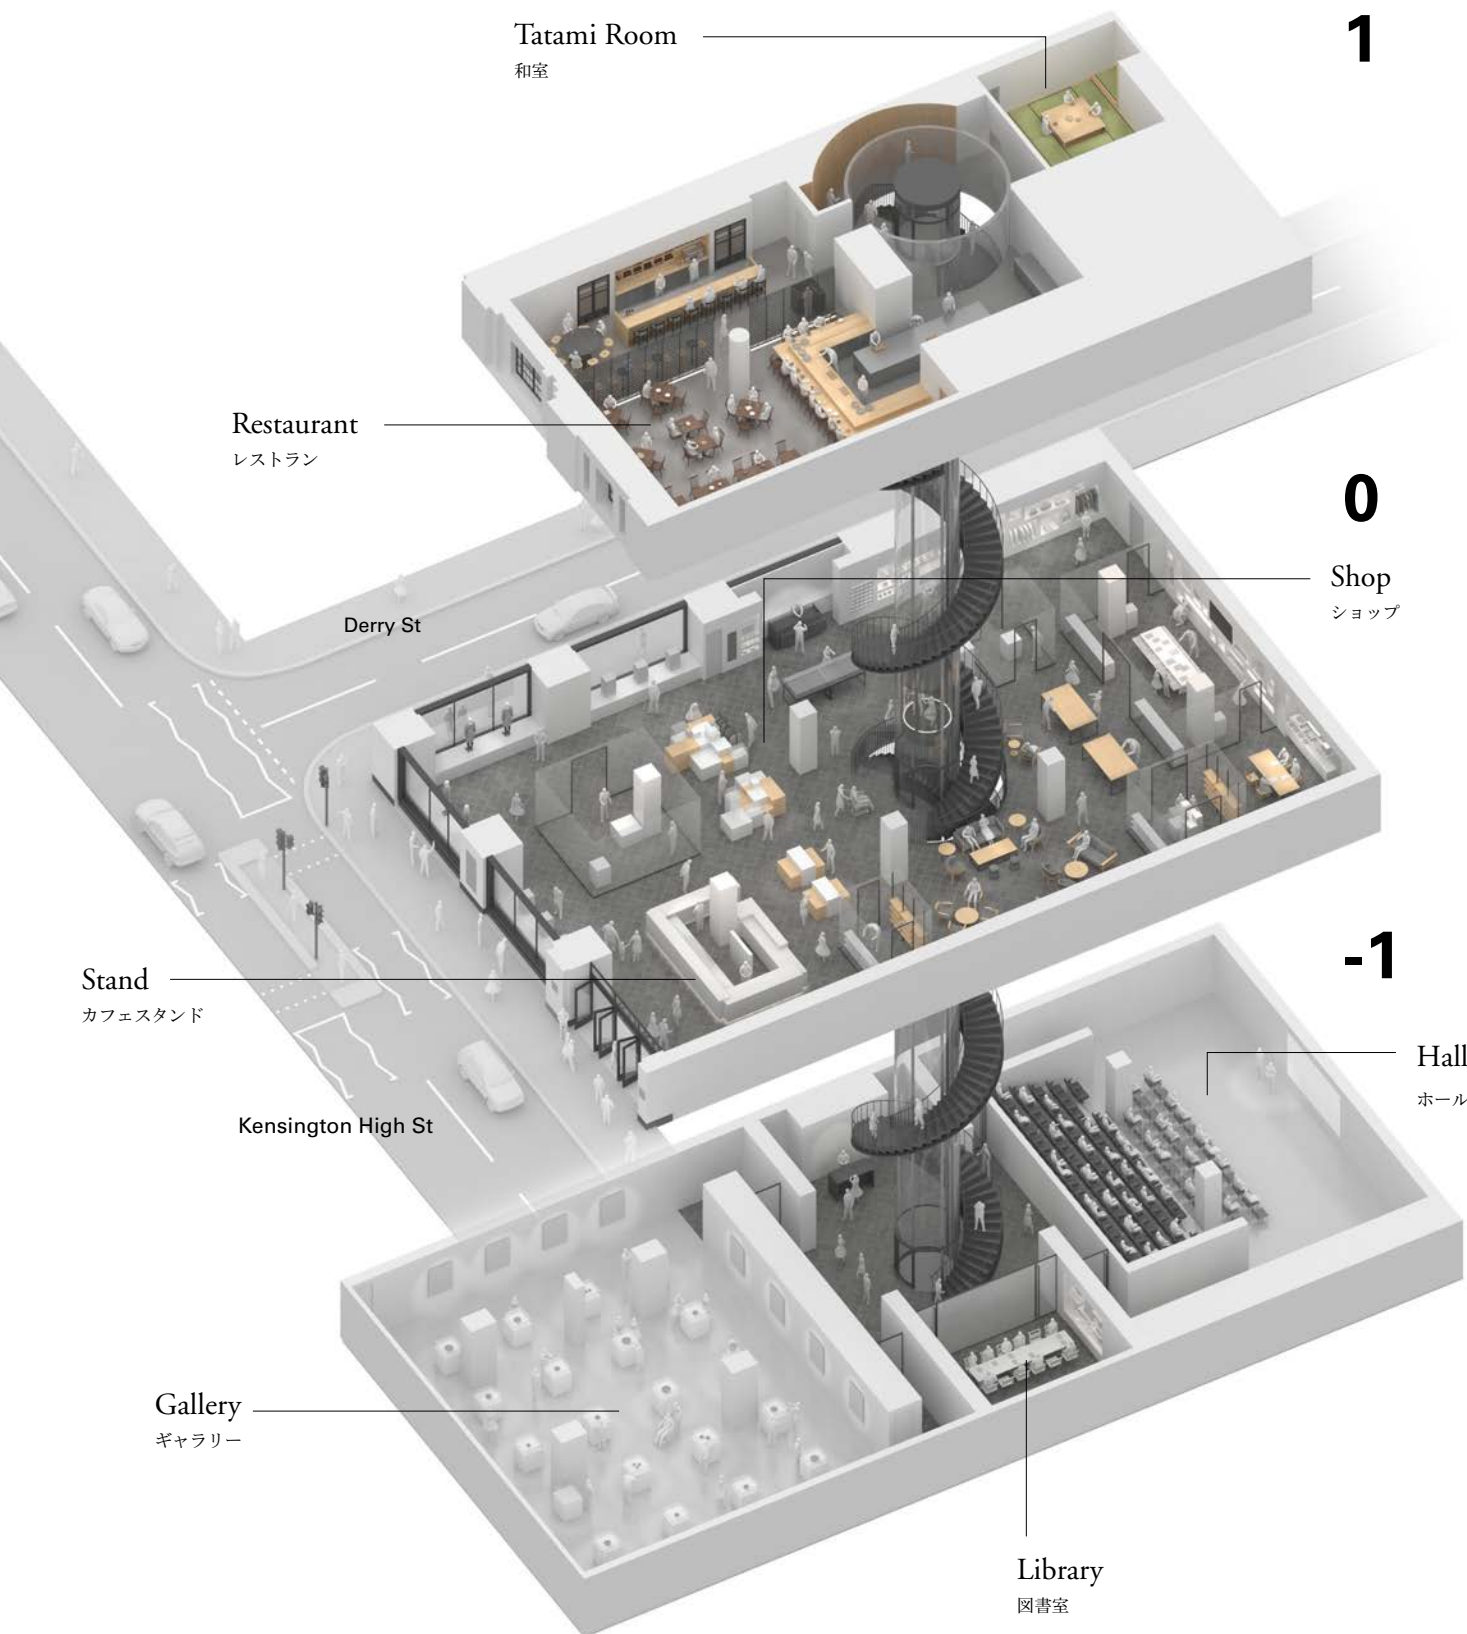 Tatami Room
和室
1
Restaurant
レストラン
0
Shop
ショップ
Derry St
Stand
カフェスタンド
-1
Hall
ホール
Kensington High St
Gallery
ギャラリー
Library
図書室